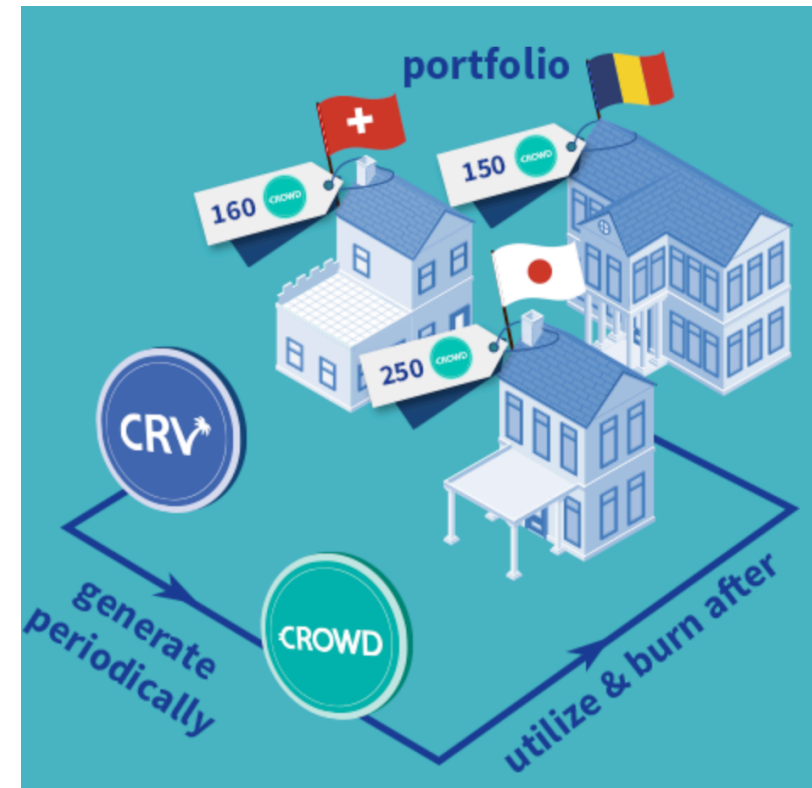 portfolio
150 CROWD
160 CROWD
250 CROWD
CRV
CROWD
generate
periodically
utilize & burn after